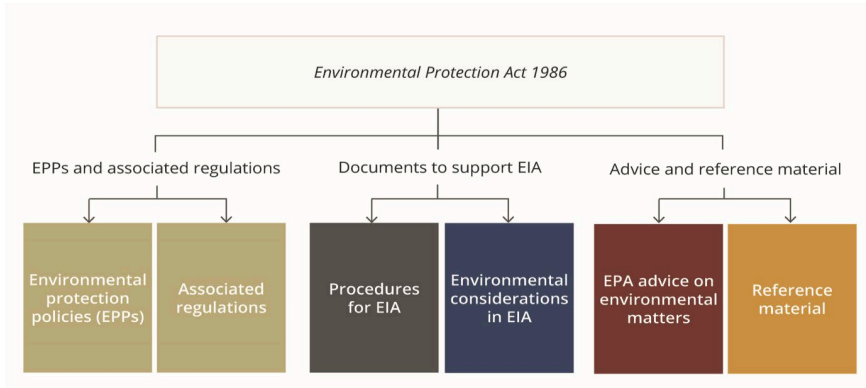 Environmental Protection Act 1986
EPPs and associated regulations
Documents to support EIA
Advice and reference material
Environmental
protection
policies (EPPs)
Associated
regulations
Procedures
for EIA
Environmental
considerations
in EIA
EPA advice on
environmental
matters
Reference
material